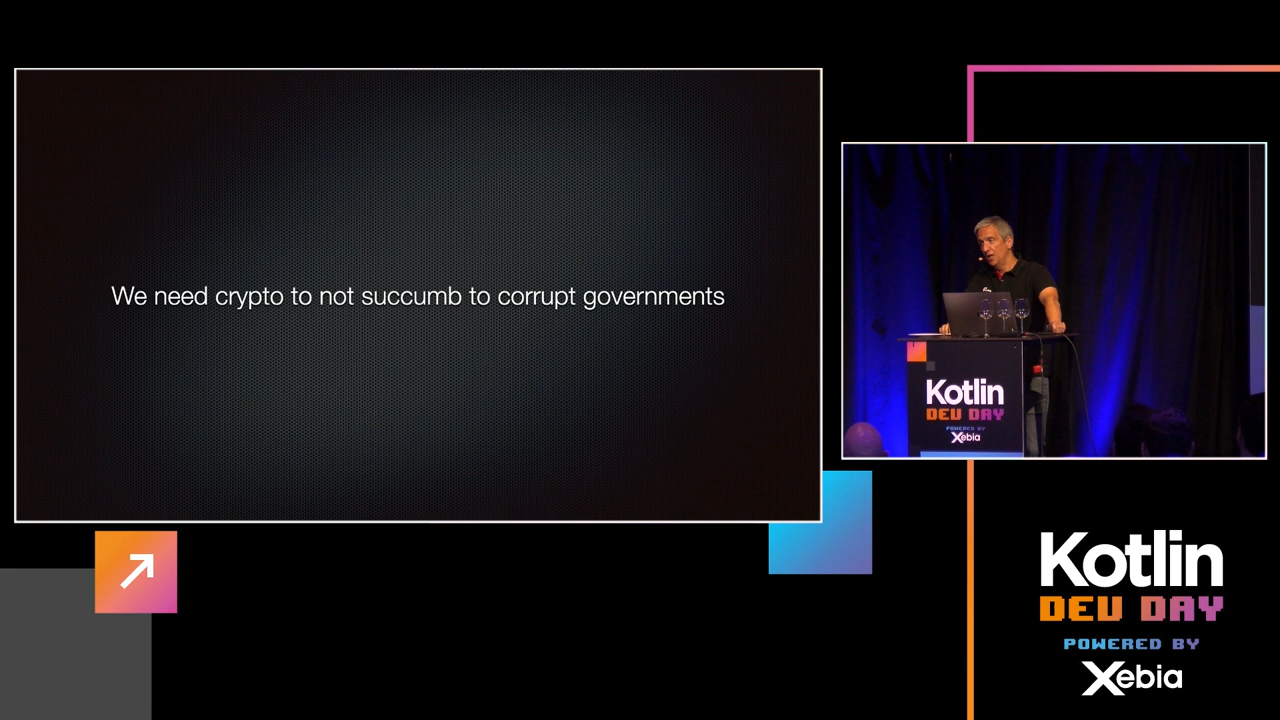 We need crypto to not succumb to corrupt governments
Kotlin
DEV DAY
POWERED BY
Xebia
Kotlin
DEV DAY
POWERED BY
Xebia